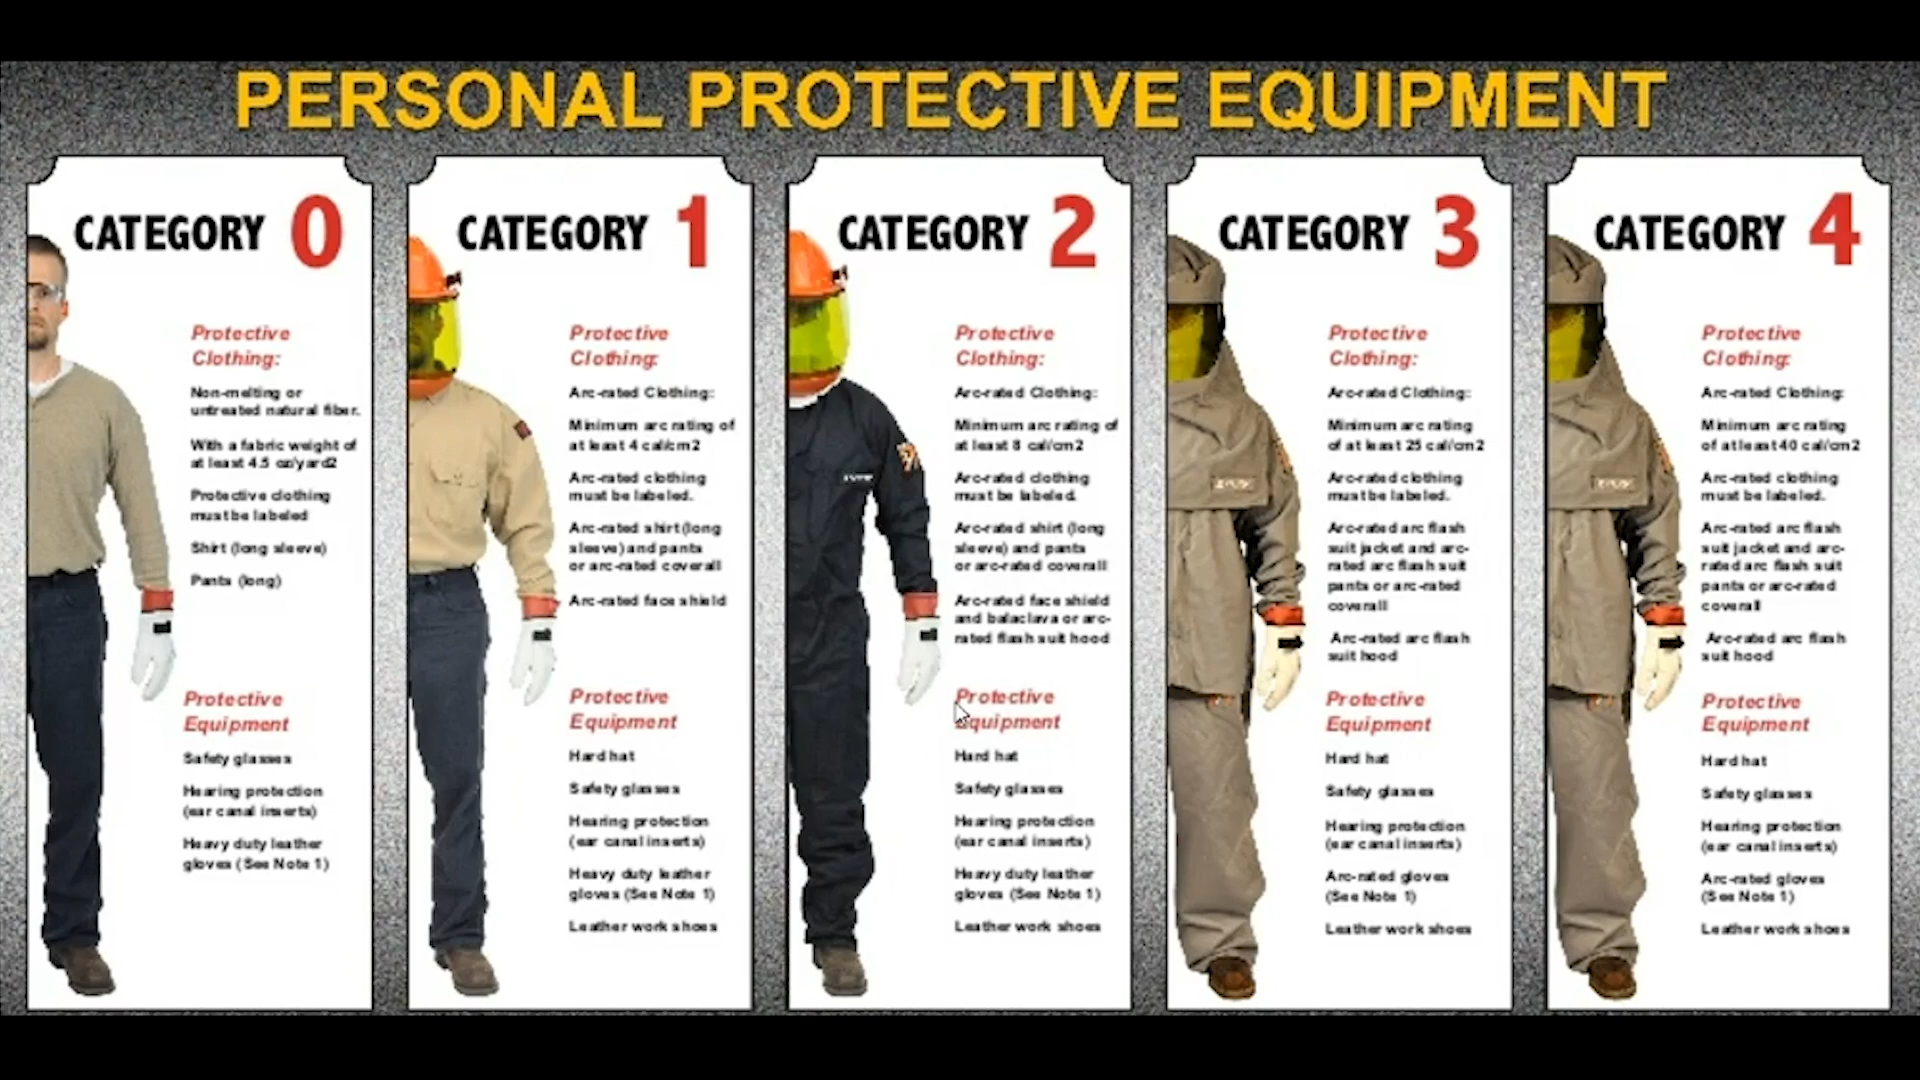 PERSONAL PROTECTIVE EQUIPMENT
CATEGORY 0
Protective
Clothing:
Non-melting or
untreated natural fiber.
With a fabric weight of
at least 4.5 oz/yard2
Protective clothing
must be labeled
Shirt (long sleeve)
Pants (long)
Protective
Equipment
Safety glasses
Hearing protection
(ear canal inserts)
Heavy duty leather
gloves (See Note 1)
CATEGORY 1
Protective
Clothing:
Arc-rated Clothing:
Minimum arc rating of
at least 4 cal/cm2
Arc-rated clothing
must be labeled.
Arc-rated shirt (long
sleeve) and pants
or arc-rated coverall
Arc-rated face shield
Protective
Equipment
Hard hat
Safety glasses
Hearing protection
(ear canal inserts)
Heavy duty leather
gloves (See Note 1)
Leather work shoes
CATEGORY 2
Protective
Clothing:
Arc-rated Clothing:
Minimum arc rating of
at least 8 cal/cm2
Arc-rated clothing
must be labeled.
Arc-rated shirt (long
sleeve) and pants
or arc-rated coverall
Arc-rated face shield
and balaclava or arc-
rated flash suit hood
Protective
Equipment
Hard hat
Safety glasses
Hearing protection
(ear canal inserts)
Heavy duty leather
gloves (See Note 1)
Leather work shoes
CATEGORY 3
Protective
Clothing:
Arc-rated Clothing:
Minimum arc rating
of at least 25 cal/cm2
Arc-rated clothing
must be labeled.
Arc-rated arc flash
suit jacket and arc-
rated arc flash suit
pants or arc-rated
coverall
Arc-rated arc flash
suit hood
Protective
Equipment
Hard hat
Safety glasses
Hearing protection
(ear canal inserts)
Arc-rated gloves
(See Note 1)
Leather work shoes
CATEGORY 4
Protective
Clothing:
Arc-rated Clothing:
Minimum arc rating
of at least 40 cal/cm2
Arc-rated clothing
must be labeled.
Arc-rated arc flash
suit jacket and arc-
rated arc flash suit
pants or arc-rated
coverall
Arc-rated arc flash
suit hood
Protective
Equipment
Hard hat
Safety glasses
Hearing protection
(ear canal inserts)
Arc-rated gloves
(See Note 1)
Leather work shoes